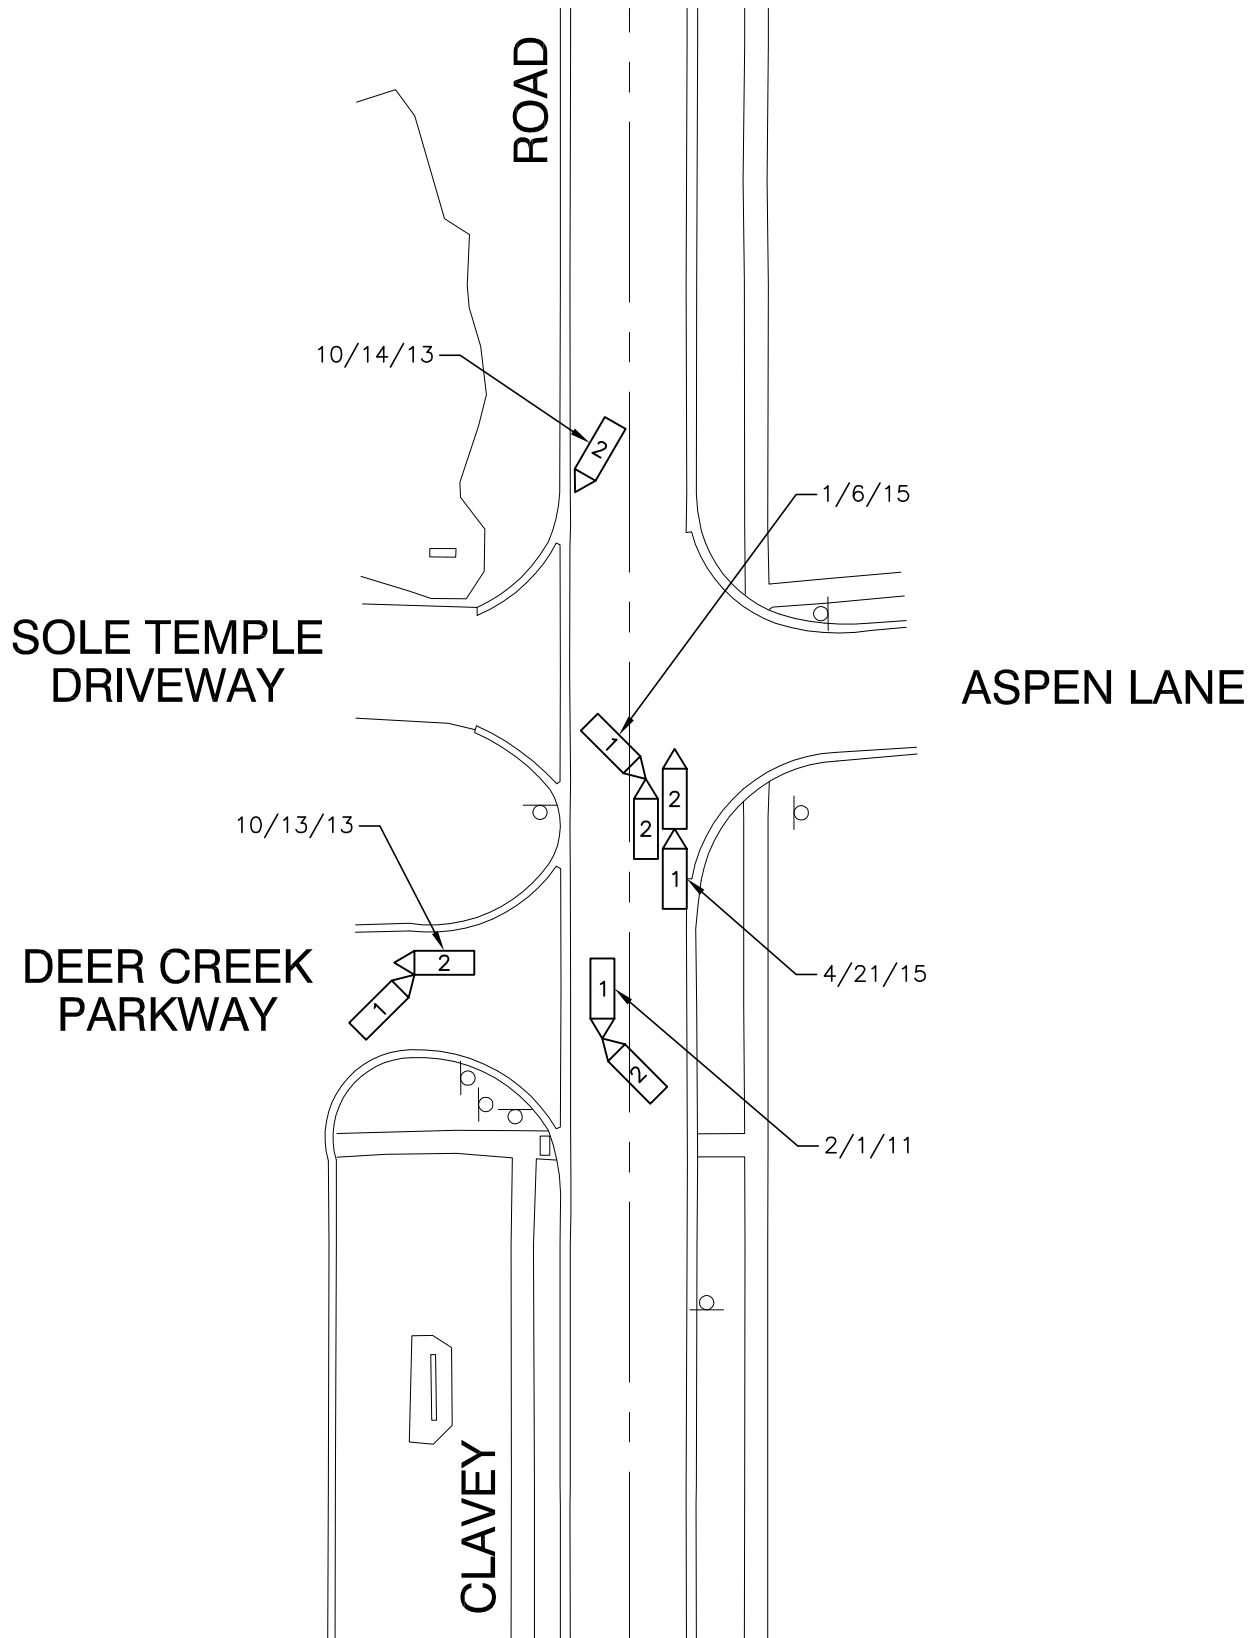 ROAD
10/14/13
2
1/6/15
SOLE TEMPLE
DRIVEWAY
ASPEN LANE
1
2
2
10/13/13
1
DEER CREEK
PARKWAY
2
1
4/21/15
1
2
2/1/11
CLAVEY